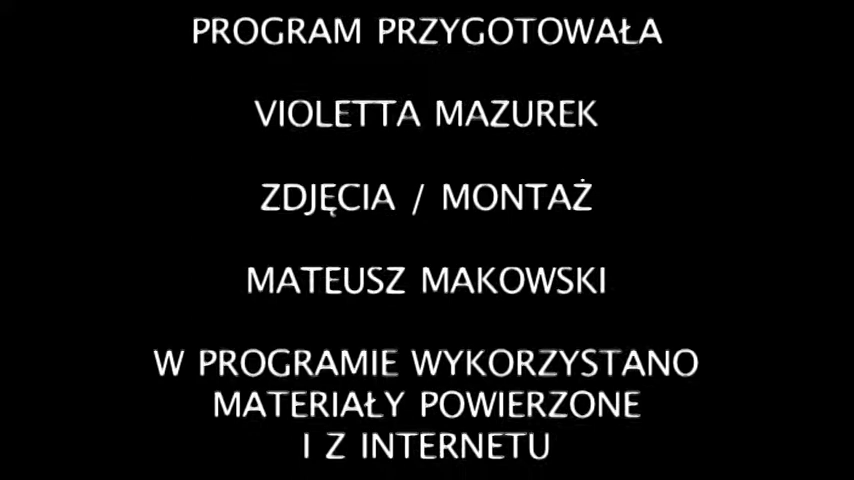 PROGRAM PRZYGOTOWAŁA
VIOLETTA MAZUREK
ZDJĘCIA / MONTAŻ
MATEUSZ MAKOWSKI
W PROGRAMIE WYKORZYSTANO
MATERIAŁY POWIERZONE
I Z INTERNETU